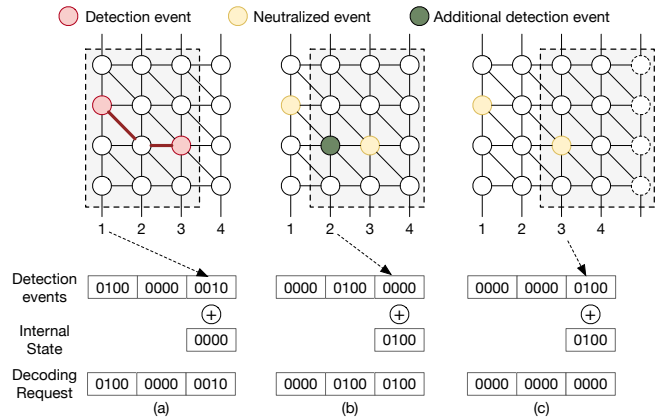 Detection event Neutralized event Additional detection event
1 2 3 4 1 2 3 4 1 2 3 4
Detection events 0100 0000 0010 0000 0100 0000 0000 0000 0100
+ + +
Internal State 0000 0100 0100
Decoding Request 0100 0000 0010 0000 0100 0100 0000 0000 0000
(a) (b) (c)